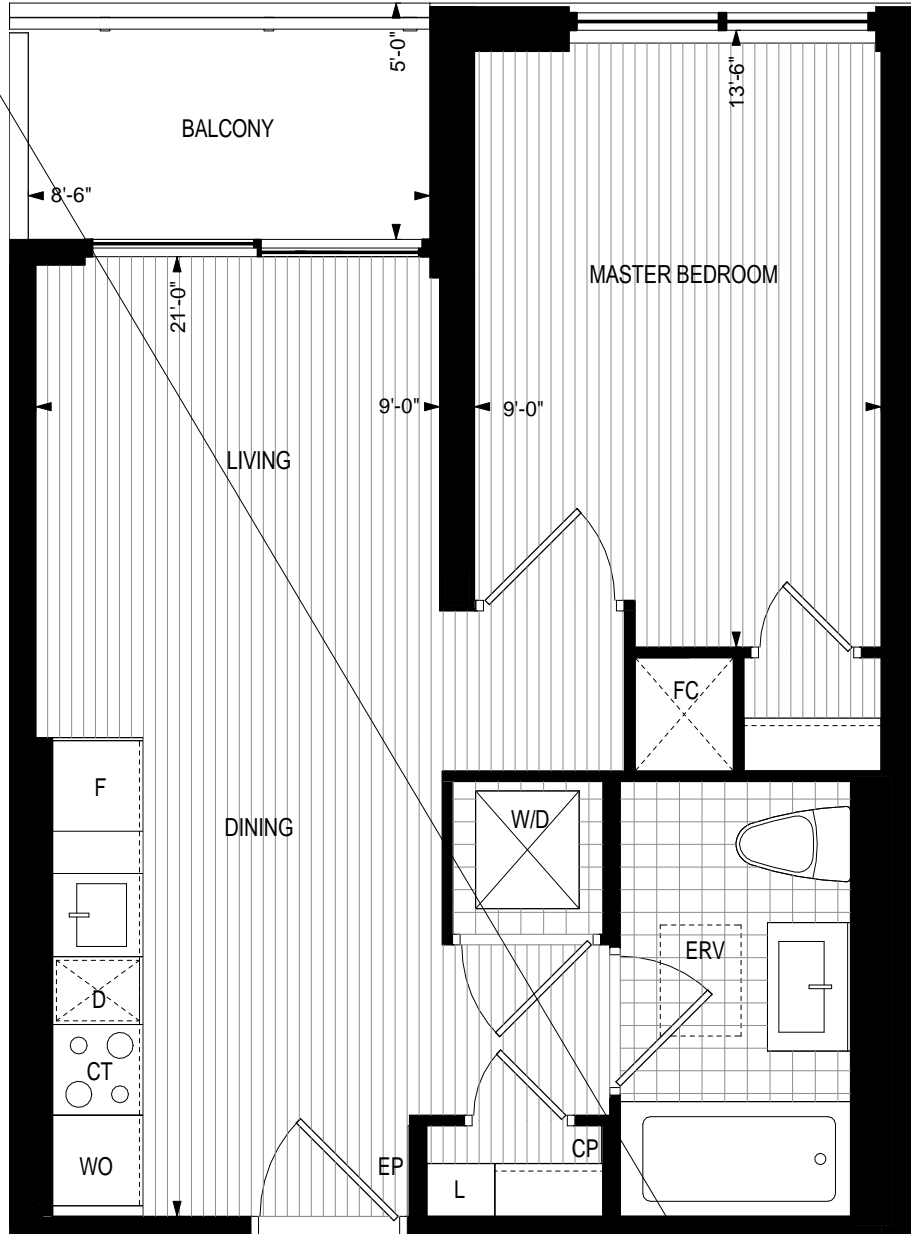 5'-0"
BALCONY
13'-6"
8'-6"
MASTER BEDROOM
21'-0"
9'-0"
9'-0"
LIVING
FC
F
W/D
DINING
ERV
D
CT
CP
EP
WO
L